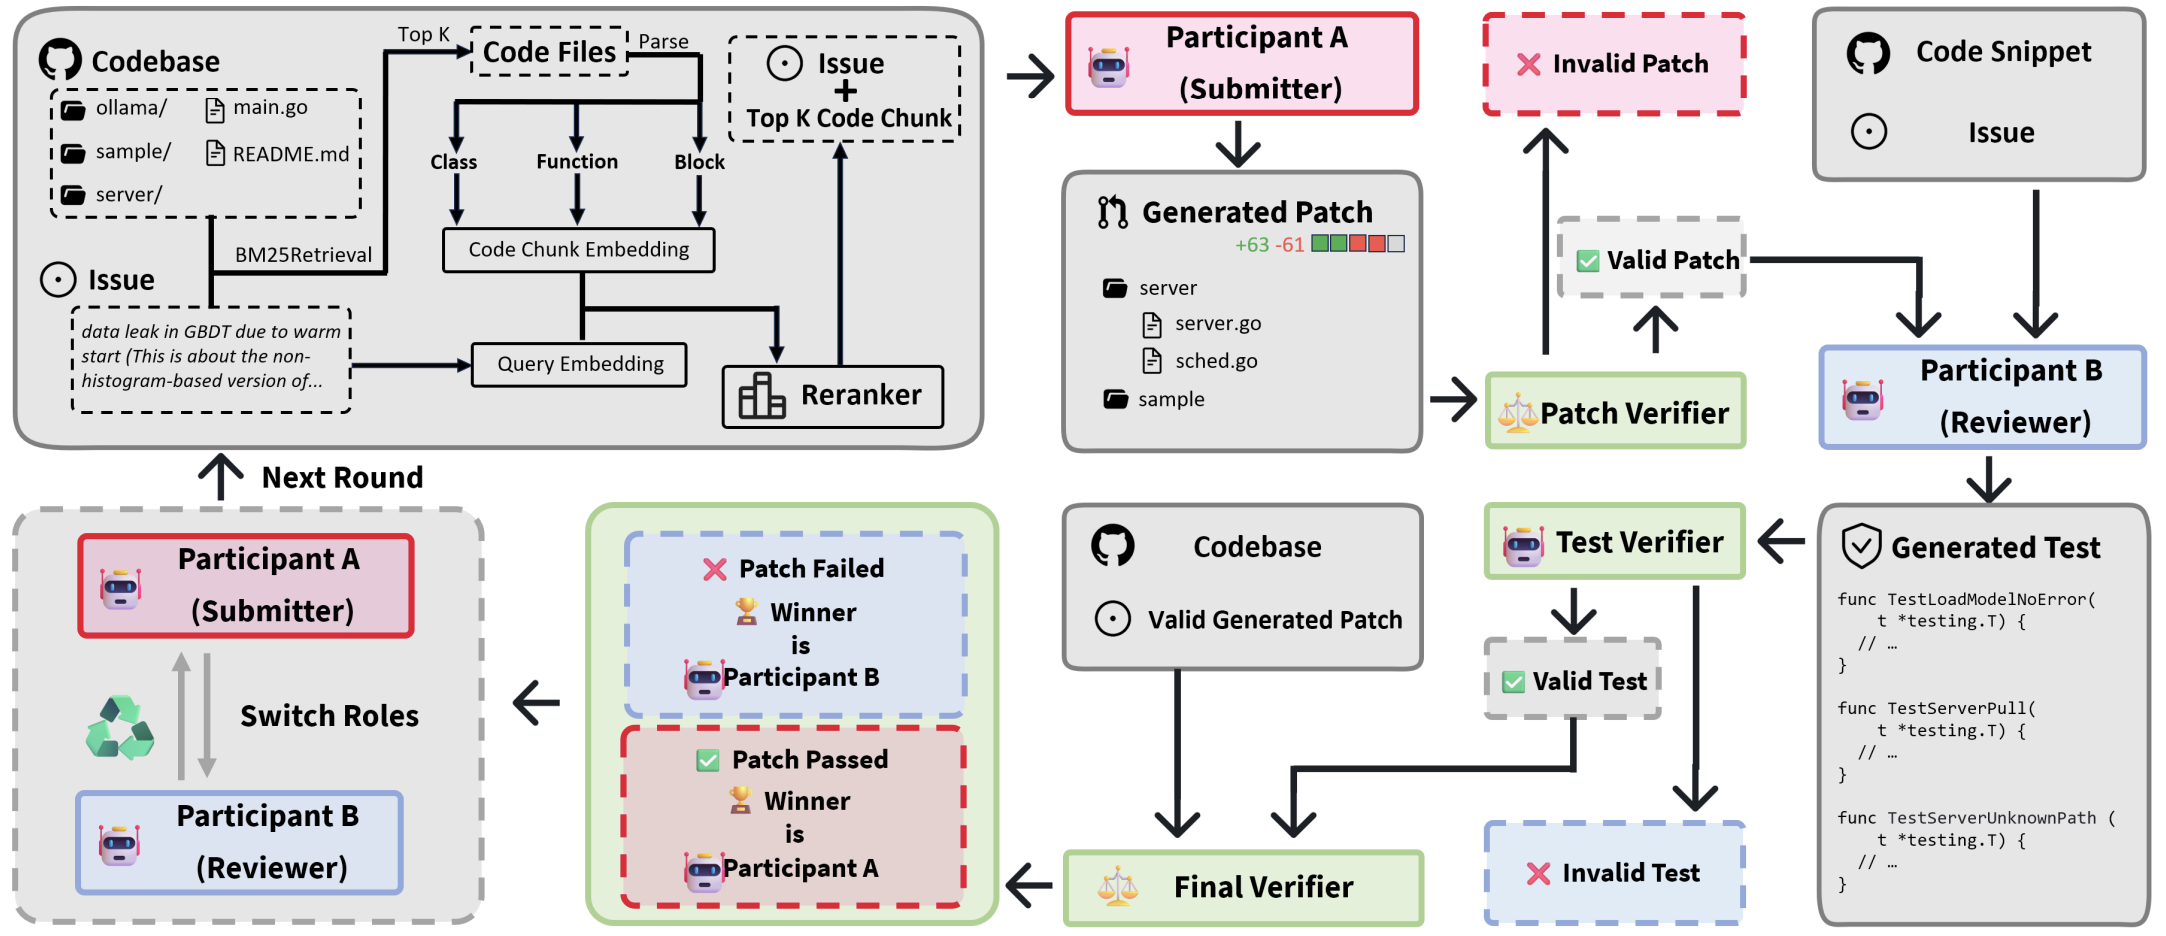 Codebase
ollama/
main.go
sample/
README.md
server/
BM25Retrieval
Issue
data leak in GBDT due to warm
start (This is about the non-
histogram-based version of...
Top K
Code Files
Parse
Class
Function
Block
Code Chunk Embedding
Query Embedding
Reranker
Issue
+
Top K Code Chunk
Participant A
(Submitter)
Generated Patch
+63 -61
server
server.go
sched.go
sample
Invalid Patch
Valid Patch
Patch Verifier
Code Snippet
Issue
Participant B
(Reviewer)
Generated Test
func TestLoadModelNoError(
t *testing.T) {
// …
}
func TestServerPull(
t *testing.T) {
// …
}
func TestServerUnknownPath (
t *testing.T) {
// …
}
Test Verifier
Valid Test
Invalid Test
Codebase
Valid Generated Patch
Final Verifier
Patch Failed
Winner
is
Participant B
Patch Passed
Winner
is
Participant A
Next Round
Participant A
(Submitter)
Switch Roles
Participant B
(Reviewer)